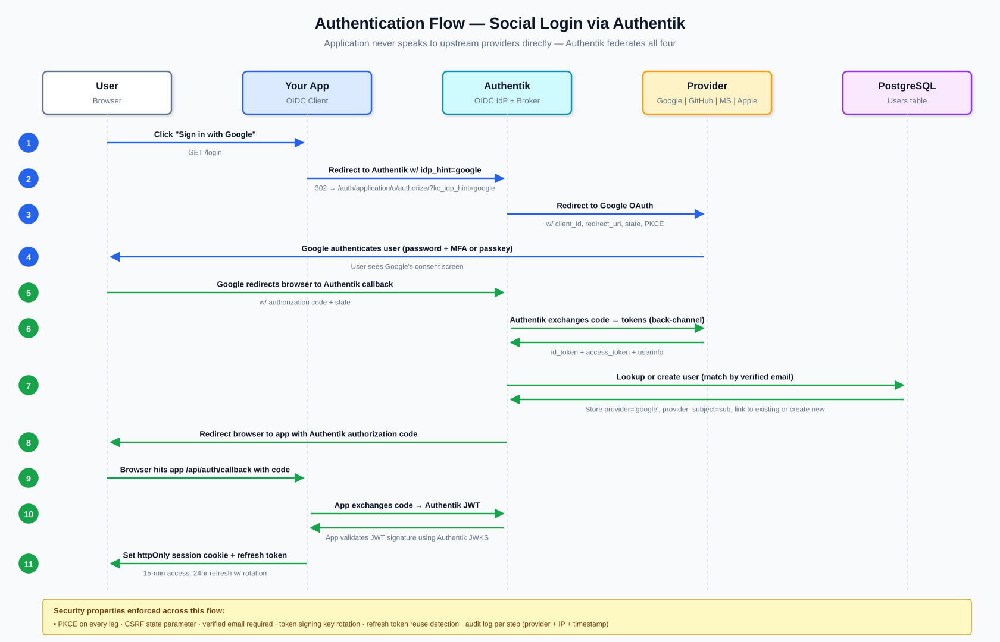 Authentication Flow — Social Login via Authentik
Application never speaks to upstream providers directly — Authentik federates all four
User
Browser
Your App
OIDC Client
Authentik
OIDC IdP + Broker
Provider
Google | GitHub | MS | Apple
PostgreSQL
Users table
1
Click "Sign in with Google"
GET /login
2
Redirect to Authentik w/ idp_hint=google
302 → /auth/application/o/authorize/?kc_idp_hint=google
3
Redirect to Google OAuth
w/ client_id, redirect_uri, state, PKCE
4
Google authenticates user (password + MFA or passkey)
User sees Google's consent screen
5
Google redirects browser to Authentik callback
w/ authorization code + state
6
Authentik exchanges code → tokens (back-channel)
id_token + access_token + userinfo
7
Lookup or create user (match by verified email)
Store provider='google', provider_subject=sub, link to existing or create new
8
Redirect browser to app with Authentik authorization code
9
Browser hits app /api/auth/callback with code
10
App exchanges code → Authentik JWT
App validates JWT signature using Authentik JWKS
11
Set httpOnly session cookie + refresh token
15-min access, 24hr refresh w/ rotation
Security properties enforced across this flow:
• PKCE on every leg · CSRF state parameter · verified email required · token signing key rotation · refresh token reuse detection · audit log per step (provider + IP + timestamp)